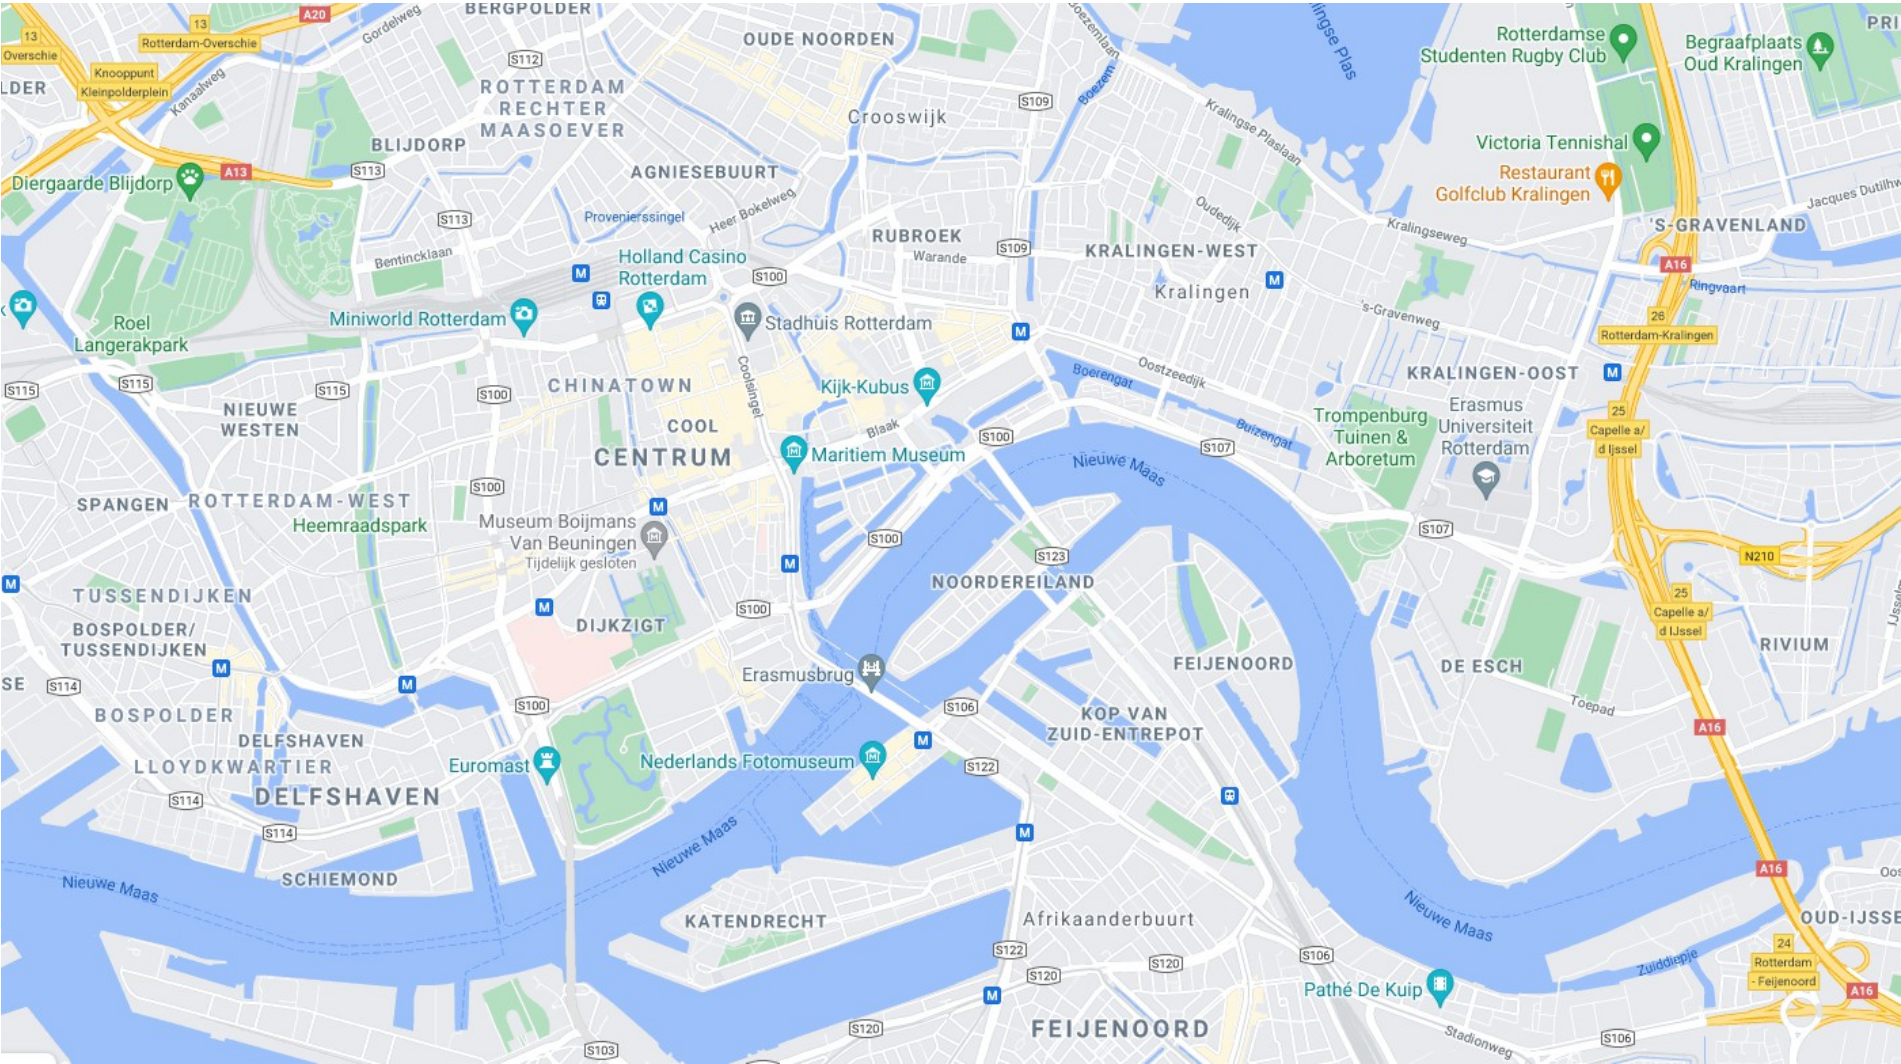 BERGPOLDER
A20
13
Rotterdam-Overschie
13
Overschie
Gordelweg
OUDE NOORDEN
Boezemlaan
Rotterdamse
Studenten Rugby Club
Begraafplaats
Oud Kralingen
Knooppunt
Kleinpolderplein
Kanaalweg
S112
ROTTERDAM
RECHTER
MAASOEVER
S109
Boezem
Crooswijk
Kralingse Plaslaan
BLIJDORP
Victoria Tennishal
A13
S113
Diergaarde Blijdorp
AGNIESEBUURT
Restaurant
Golfclub Kralingen
Jacques Dutilhw
Heer Bokelweg
Oudedijk
S113
Provenierssingel
RUBROEK
Warande
S109
KRALINGEN-WEST
Kralingseweg
'S-GRAVENLAND
Bentincklaan
Holland Casino
Rotterdam
S100
A16
M
M
Kralingen
Ringvaart
Miniworld Rotterdam
Stadhuis Rotterdam
M
's-Gravenweg
26
Rotterdam-Kralingen
Roel
Langerakpark
S115
S115
S115
S100
CHINATOWN
Coolsingel
Kijk-Kubus
Boerengat
Oostzeedijk
KRALINGEN-OOST
M
NIEUWE
WESTEN
COOL
CENTRUM
Blaak
S100
Buizengat
S107
Trompenburg
Tuinen &
Arboretum
Erasmus
Universiteit
Rotterdam
25
Capelle a/
d Ijssel
Maritiem Museum
Nieuwe Maas
SPANGEN
ROTTERDAM-WEST
S100
M
Heemraadspark
Museum Boijmans
Van Beuningen
Tijdelijk gesloten
S100
S107
M
M
S123
N210
NOORDEREILAND
TUSSENDIJKEN
M
S100
25
Capelle a/
d IJssel
BOSPOLDER/
TUSSENDIJKEN
DIJKZIGT
RIVIUM
M
M
Erasmusbrug
FEIJENOORD
DE ESCH
S114
S100
S106
Toepad
BOSPOLDER
KOP VAN
ZUID-ENTREPOT
A16
DELFSHAVEN
LLOYDKWARTIER
Euromast
Nederlands Fotomuseum
M
S122
DELFSHAVEN
S114
S114
M
Nieuwe Maas
SCHIEMOND
Nieuwe Maas
A16
KATENDRECHT
Afrikaanderbuurt
Nieuwe Maas
OUD-IJSSE
S122
S120
S120
S106
Zuiddiepje
24
Rotterdam
- Feijenoord
M
Pathé De Kuip
A16
S120
FEIJENOORD
Stadionweg
S106
S103